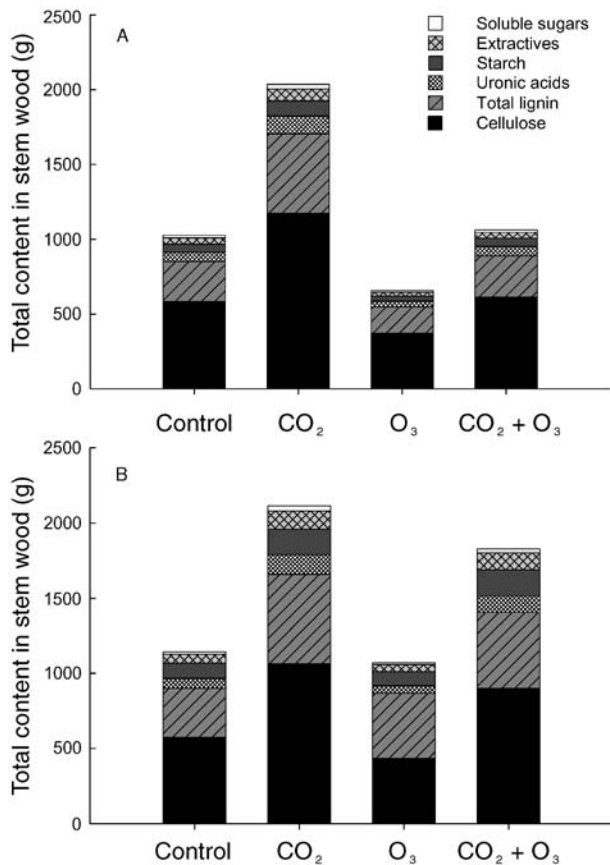 A
Soluble sugars
Extractives
Starch
Uronic acids
Total lignin
Cellulose
Total content in stem wood (g)
2500
2000
1500
1000
500
0
Control CO₂ O₃ CO₂ + O₃
B
Total content in stem wood (g)
2500
2000
1500
1000
500
0
Control CO₂ O₃ CO₂ + O₃